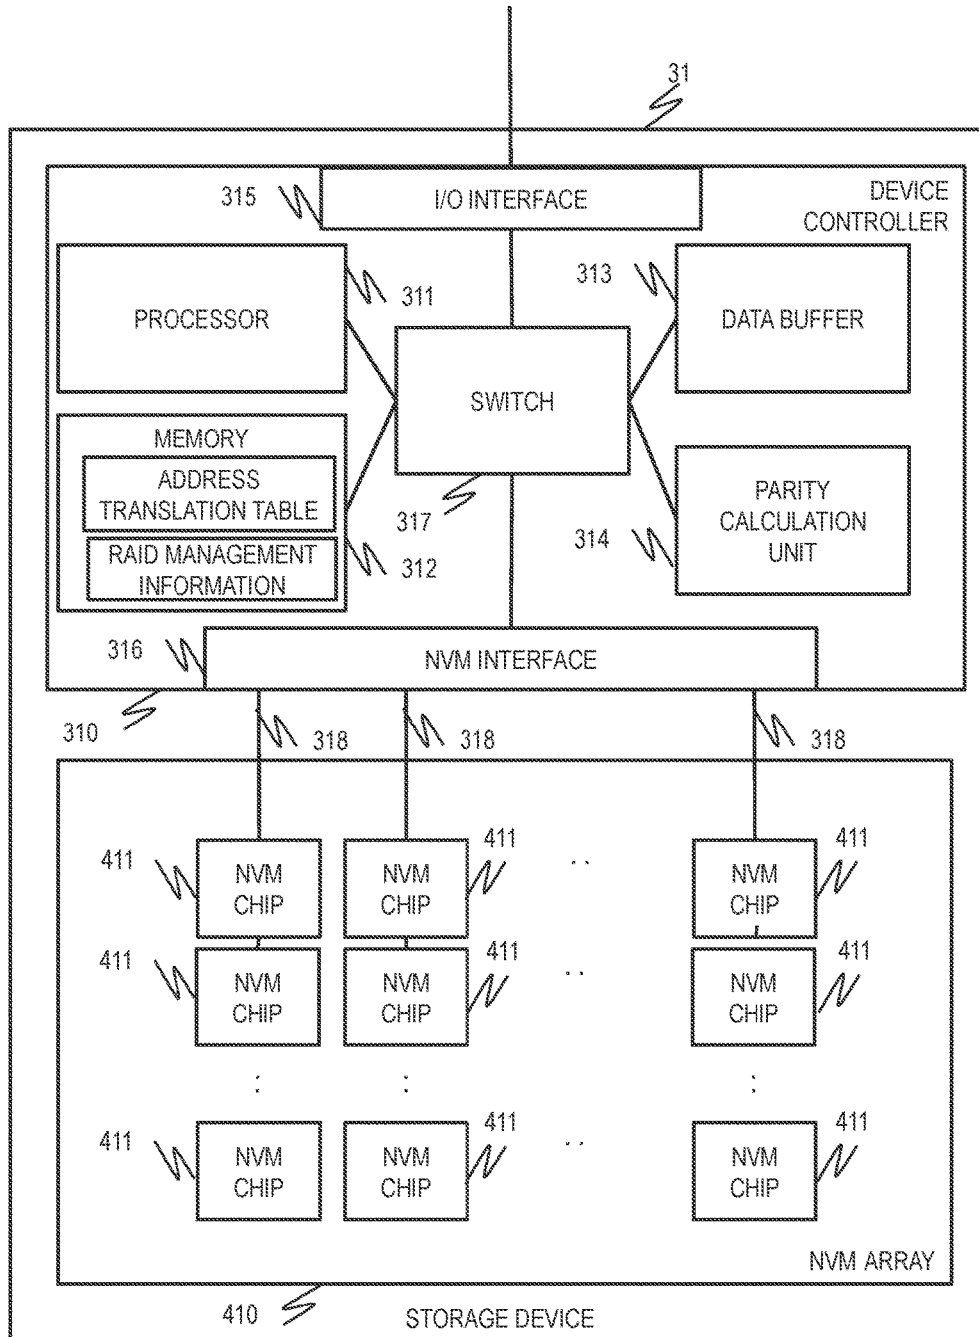 31
315
I/O INTERFACE
DEVICE
CONTROLLER
PROCESSOR
311
313
DATA BUFFER
SWITCH
MEMORY
ADDRESS
TRANSLATION TABLE
RAID MANAGEMENT
INFORMATION
312
317
314
PARITY
CALCULATION
UNIT
316
NVM INTERFACE
310
318
318
318
411
NVM
CHIP
NVM
CHIP
411
. .
NVM
CHIP
411
411
NVM
CHIP
NVM
CHIP
411
. .
NVM
CHIP
411
:
:
:
411
NVM
CHIP
NVM
CHIP
411
. .
NVM
CHIP
411
NVM ARRAY
410
STORAGE DEVICE